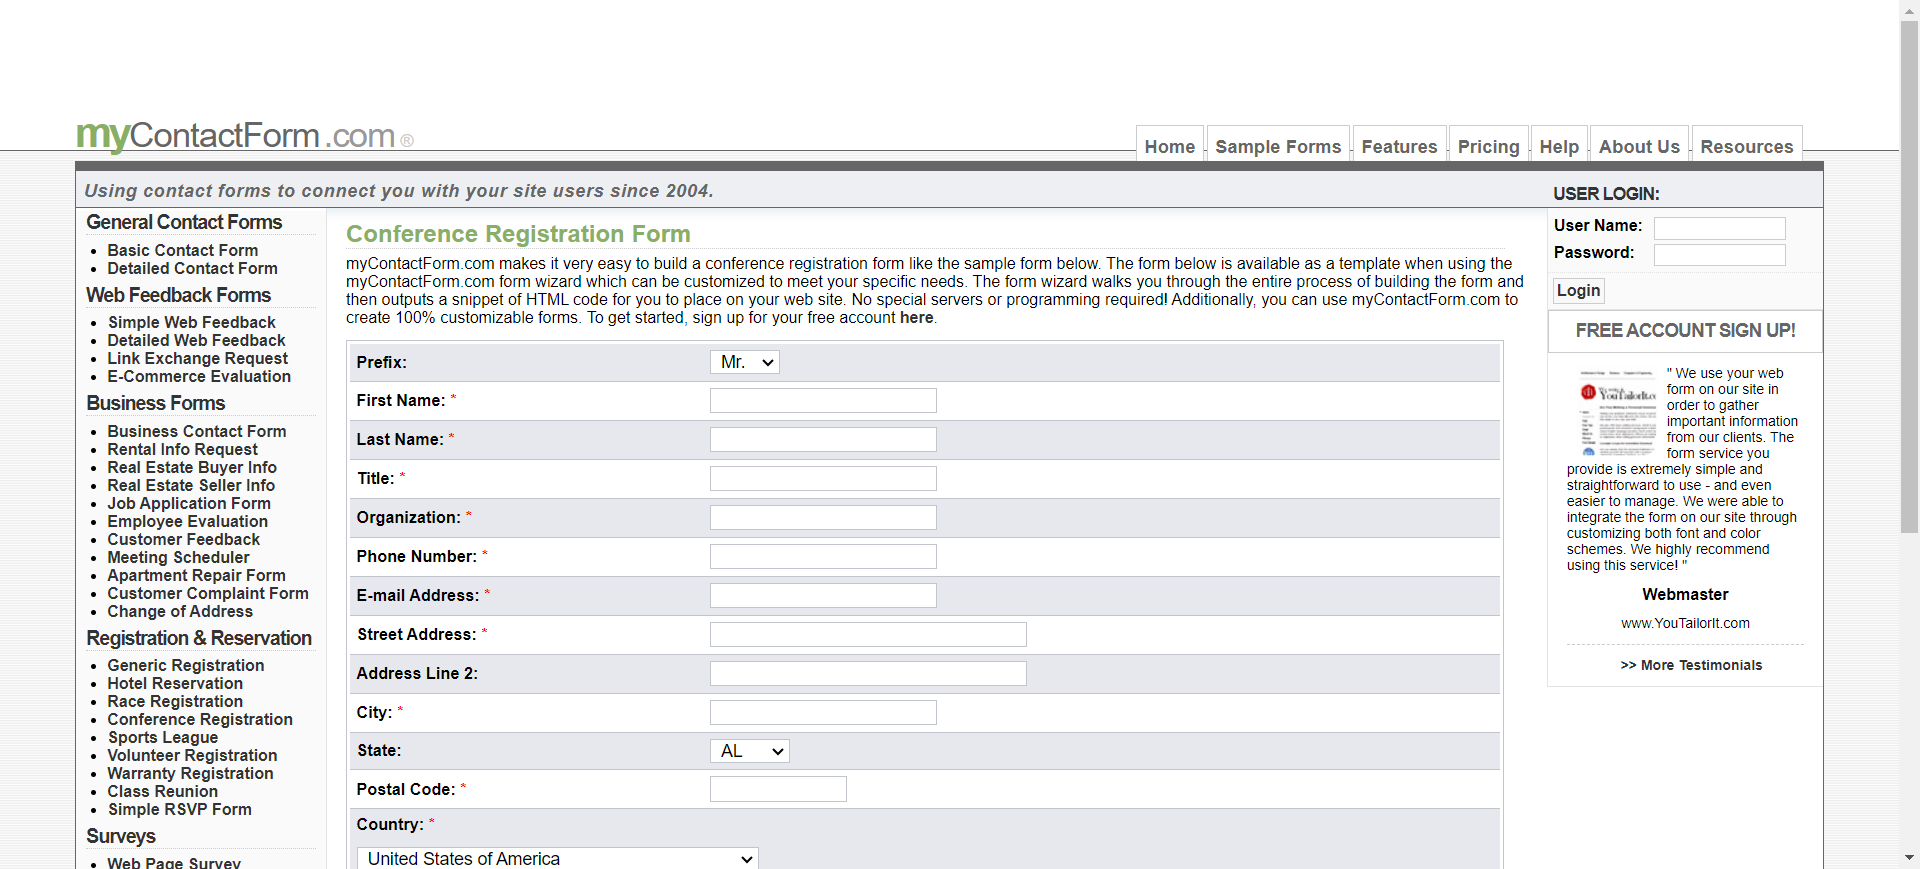 myContactForm.com ®
Home
Sample Forms
Features
Pricing
Help
About Us
Resources
Using contact forms to connect you with your site users since 2004.
General Contact Forms
Basic Contact Form
Detailed Contact Form
Web Feedback Forms
Simple Web Feedback
Detailed Web Feedback
Link Exchange Request
E-Commerce Evaluation
Business Forms
Business Contact Form
Rental Info Request
Real Estate Buyer Info
Real Estate Seller Info
Job Application Form
Employee Evaluation
Customer Feedback
Meeting Scheduler
Apartment Repair Form
Customer Complaint Form
Change of Address
Registration & Reservation
Generic Registration
Hotel Reservation
Race Registration
Conference Registration
Sports League
Volunteer Registration
Warranty Registration
Class Reunion
Simple RSVP Form
Surveys
Web Page Survey
Conference Registration Form
myContactForm.com makes it very easy to build a conference registration form like the sample form below. The form below is available as a template when using the
myContactForm.com form wizard which can be customized to meet your specific needs. The form wizard walks you through the entire process of building the form and
then outputs a snippet of HTML code for you to place on your web site. No special servers or programming required! Additionally, you can use myContactForm.com to
create 100% customizable forms. To get started, sign up for your free account here.
Prefix: Mr.
First Name: *
Last Name: *
Title: *
Organization: *
Phone Number: *
E-mail Address: *
Street Address: *
Address Line 2:
City: *
State: AL
Postal Code: *
Country: *
United States of America
USER LOGIN:
User Name:
Password:
Login
FREE ACCOUNT SIGN UP!
YouTailorIt.co
" We use your web
form on our site in
order to gather
important information
from our clients. The
form service you
provide is extremely simple and
straightforward to use - and even
easier to manage. We were able to
integrate the form on our site through
customizing both font and color
schemes. We highly recommend
using this service! "
Webmaster
www.YouTailorIt.com
>> More Testimonials